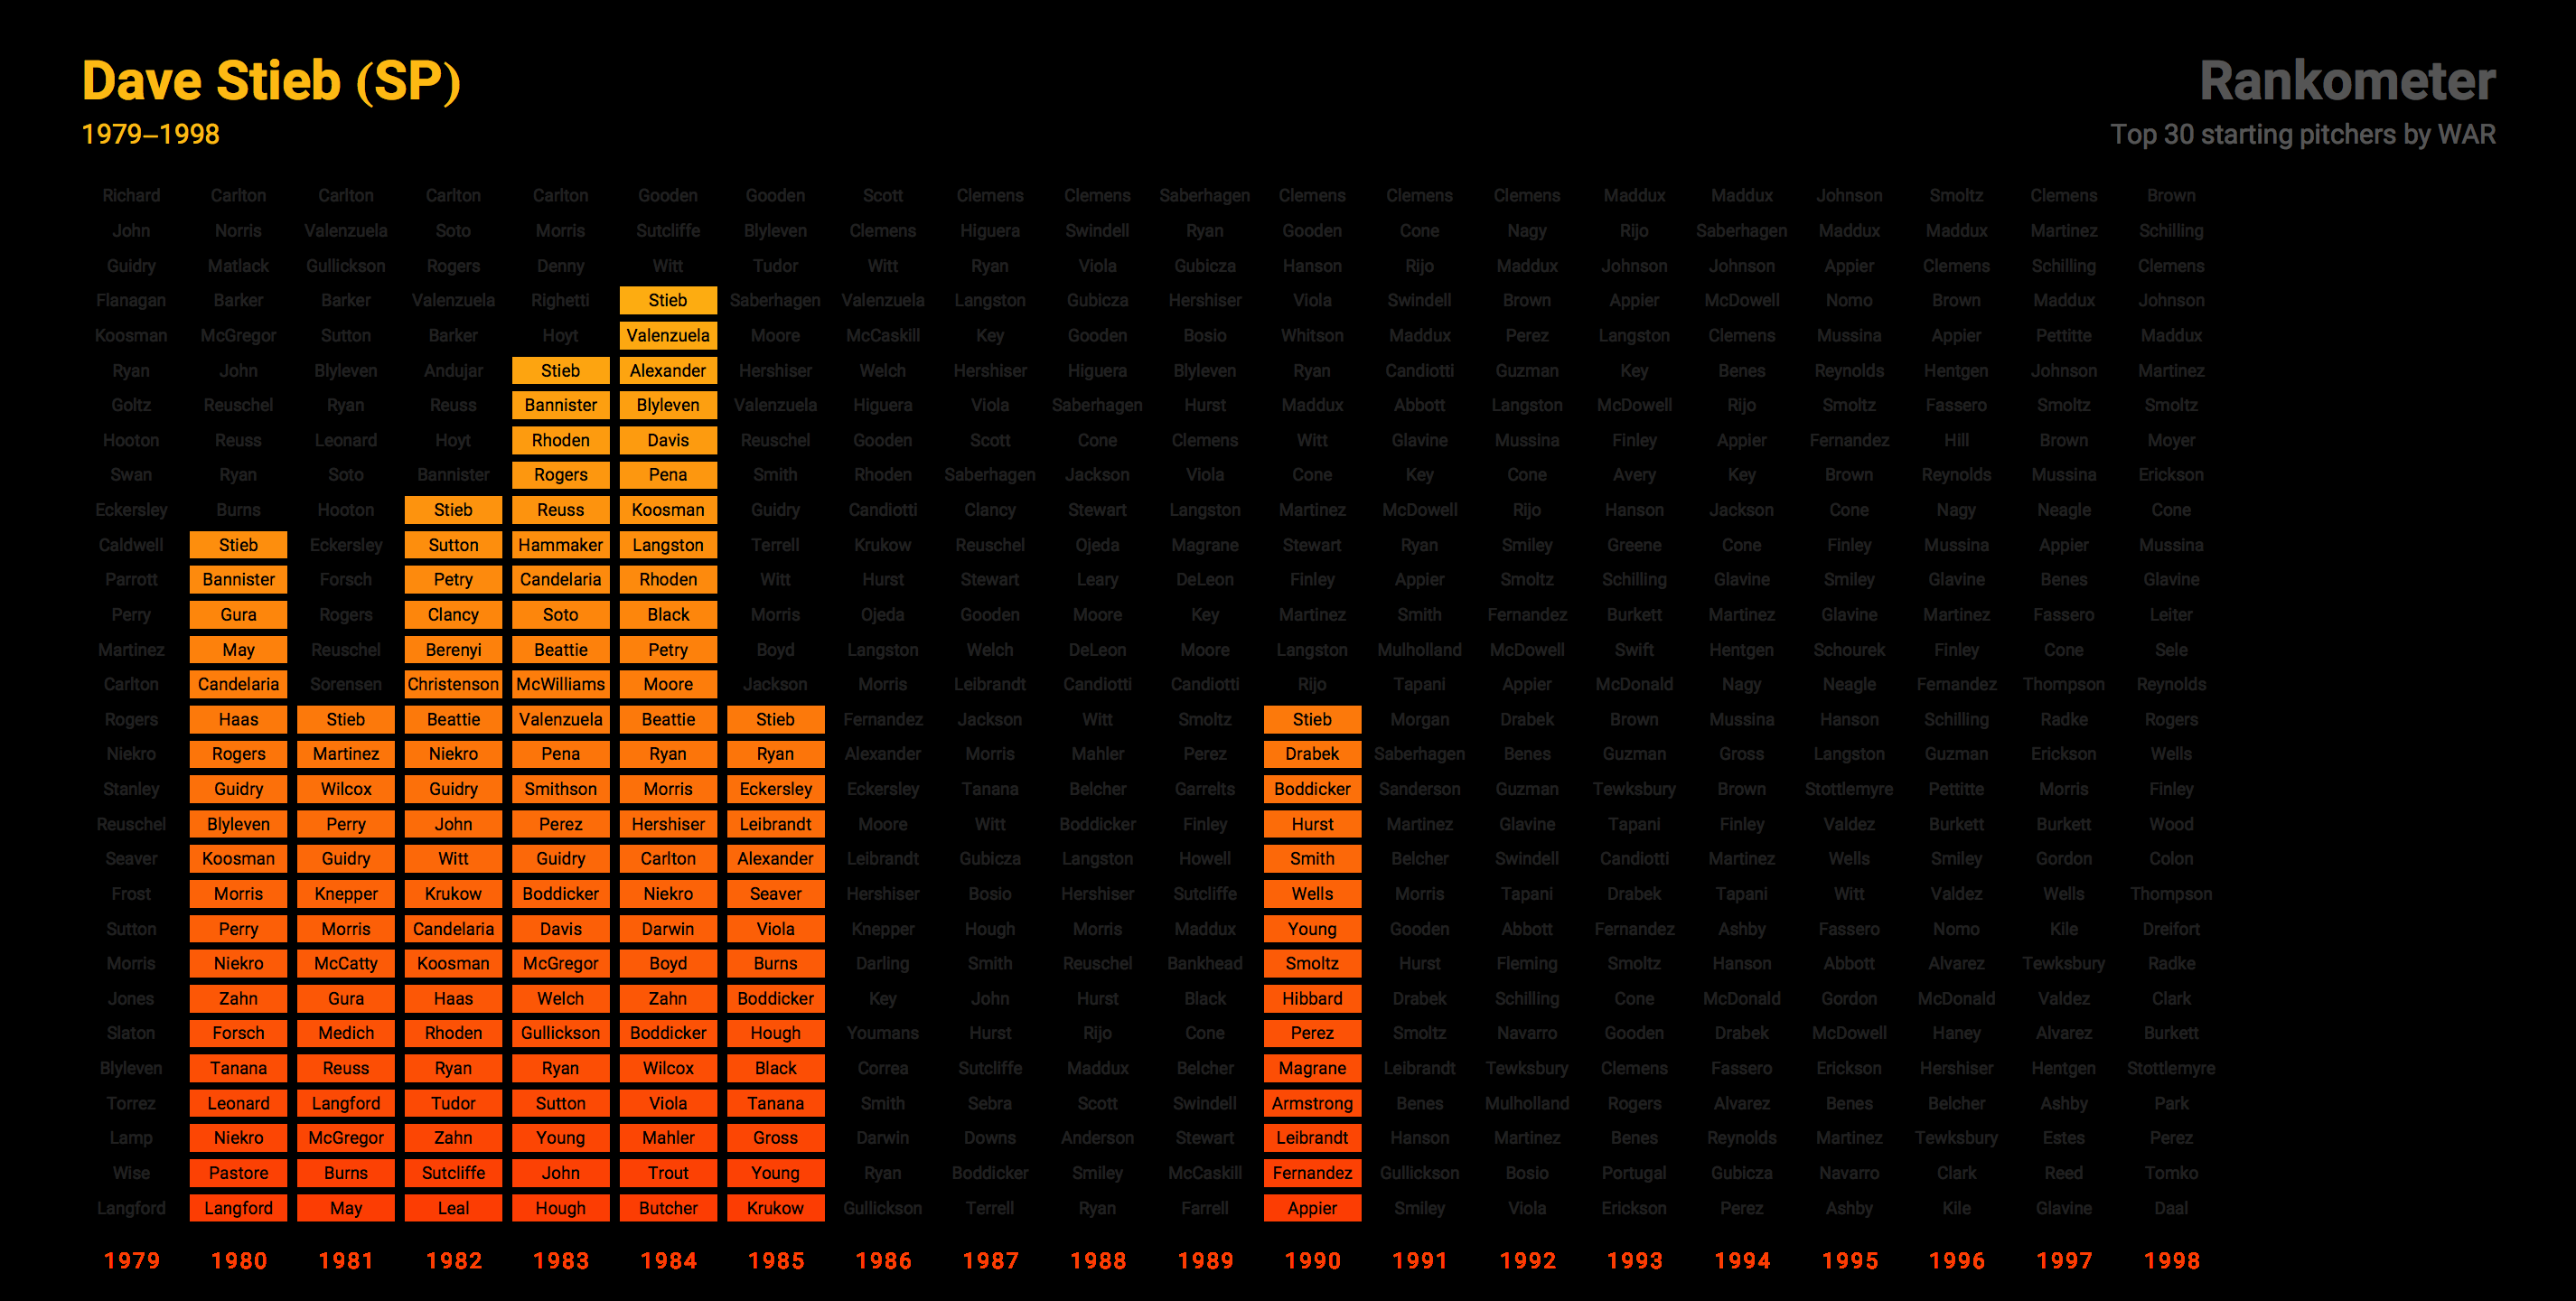 Dave Stieb (SP)
Rankometer
1979–1998
Top 30 starting pitchers by WAR
Richard Carlton Carlton Carlton Carlton Gooden Gooden Scott Clemens Clemens Saberhagen Clemens Clemens Clemens Maddux Maddux Johnson Smoltz Clemens Brown
John Norris Valenzuela Soto Morris Sutcliffe Blyleven Clemens Higuera Swindell Ryan Gooden Cone Nagy Rijo Saberhagen Maddux Maddux Martinez Schilling
Guidry Matlack Gullickson Rogers Denny Witt Tudor Witt Ryan Viola Gubicza Hanson Rijo Maddux Johnson Johnson Appier Clemens Schilling Clemens
Flanagan Barker Barker Valenzuela Righetti Stieb Saberhagen Valenzuela Langston Gubicza Hershiser Viola Swindell Brown Appier McDowell Nomo Brown Maddux Johnson
Koosman McGregor Sutton Barker Hoyt Valenzuela Moore McCaskill Key Gooden Bosio Whitson Maddux Perez Langston Clemens Mussina Appier Pettitte Maddux
Ryan John Blyleven Andujar Stieb Alexander Hershiser Welch Hershiser Higuera Blyleven Ryan Candiotti Guzman Key Benes Reynolds Hentgen Johnson Martinez
Goltz Reuschel Ryan Reuss Bannister Blyleven Valenzuela Higuera Viola Saberhagen Hurst Maddux Abbott Langston McDowell Rijo Smoltz Fassero Smoltz Smoltz
Hooton Reuss Leonard Hoyt Rhoden Davis Reuschel Gooden Scott Cone Clemens Witt Glavine Mussina Finley Appier Fernandez Hill Brown Moyer
Swan Ryan Soto Bannister Rogers Pena Smith Rhoden Saberhagen Jackson Viola Cone Key Cone Avery Key Brown Reynolds Mussina Erickson
Eckersley Burns Hooton Stieb Reuss Koosman Guidry Candiotti Clancy Stewart Langston Martinez McDowell Rijo Hanson Jackson Cone Nagy Neagle Cone
Caldwell Stieb Eckersley Sutton Hammaker Langston Terrell Krukow Reuschel Ojeda Magrane Stewart Ryan Smiley Greene Cone Finley Mussina Appier Mussina
Parrott Bannister Forsch Petry Candelaria Rhoden Witt Hurst Stewart Leary DeLeon Finley Appier Smoltz Schilling Glavine Smiley Glavine Benes Glavine
Perry Gura Rogers Clancy Soto Black Morris Ojeda Gooden Moore Key Martinez Smith Fernandez Burkett Martinez Glavine Martinez Fassero Leiter
Martinez May Reuschel Berenyi Beattie Petry Boyd Langston Welch DeLeon Moore Langston Mulholland McDowell Swift Hentgen Schourek Finley Cone Sele
Carlton Candelaria Sorensen Christenson McWilliams Moore Jackson Morris Leibrandt Candiotti Candiotti Rijo Tapani Appier McDonald Nagy Neagle Fernandez Thompson Reynolds
Rogers Haas Stieb Beattie Valenzuela Beattie Stieb Fernandez Jackson Witt Smoltz Stieb Morgan Drabek Brown Mussina Hanson Schilling Radke Rogers
Niekro Rogers Martinez Niekro Pena Ryan Ryan Alexander Morris Mahler Perez Drabek Saberhagen Benes Guzman Gross Langston Guzman Erickson Wells
Stanley Guidry Wilcox Guidry Smithson Morris Eckersley Eckersley Tanana Belcher Garrelts Boddicker Sanderson Guzman Tewksbury Brown Stottlemyre Pettitte Morris Finley
Reuschel Blyleven Perry John Perez Hershiser Leibrandt Moore Witt Boddicker Finley Hurst Martinez Glavine Tapani Finley Valdez Burkett Burkett Wood
Seaver Koosman Guidry Witt Guidry Carlton Alexander Leibrandt Gubicza Langston Howell Smith Belcher Swindell Candiotti Martinez Wells Smiley Gordon Colon
Frost Morris Knepper Krukow Boddicker Niekro Seaver Hershiser Bosio Hershiser Sutcliffe Wells Morris Tapani Drabek Tapani Witt Valdez Wells Thompson
Sutton Perry Morris Candelaria Davis Darwin Viola Knepper Hough Morris Maddux Young Gooden Abbott Fernandez Ashby Fassero Nomo Kile Dreifort
Morris Niekro McCatty Koosman McGregor Boyd Burns Darling Smith Reuschel Bankhead Smoltz Hurst Fleming Smoltz Hanson Abbott Alvarez Tewksbury Radke
Jones Zahn Gura Haas Welch Zahn Boddicker Key John Hurst Black Hibbard Drabek Schilling Cone McDonald Gordon McDonald Valdez Clark
Slaton Forsch Medich Rhoden Gullickson Boddicker Hough Youmans Hurst Rijo Cone Perez Smoltz Navarro Gooden Drabek McDowell Haney Alvarez Burkett
Blyleven Tanana Reuss Ryan Ryan Wilcox Black Correa Sutcliffe Maddux Belcher Magrane Leibrandt Tewksbury Clemens Fassero Erickson Hershiser Hentgen Stottlemyre
Torrez Leonard Langford Tudor Sutton Viola Tanana Smith Sebra Scott Swindell Armstrong Benes Mulholland Rogers Alvarez Benes Belcher Ashby Park
Lamp Niekro McGregor Zahn Young Mahler Gross Darwin Downs Anderson Stewart Leibrandt Hanson Martinez Benes Reynolds Martinez Tewksbury Estes Perez
Wise Pastore Burns Sutcliffe John Trout Young Ryan Boddicker Smiley McCaskill Fernandez Gullickson Bosio Portugal Gubicza Navarro Clark Reed Tomko
Langford Langford May Leal Hough Butcher Krukow Gullickson Terrell Ryan Farrell Appier Smiley Viola Erickson Perez Ashby Kile Glavine Daal
1979 1980 1981 1982 1983 1984 1985 1986 1987 1988 1989 1990 1991 1992 1993 1994 1995 1996 1997 1998